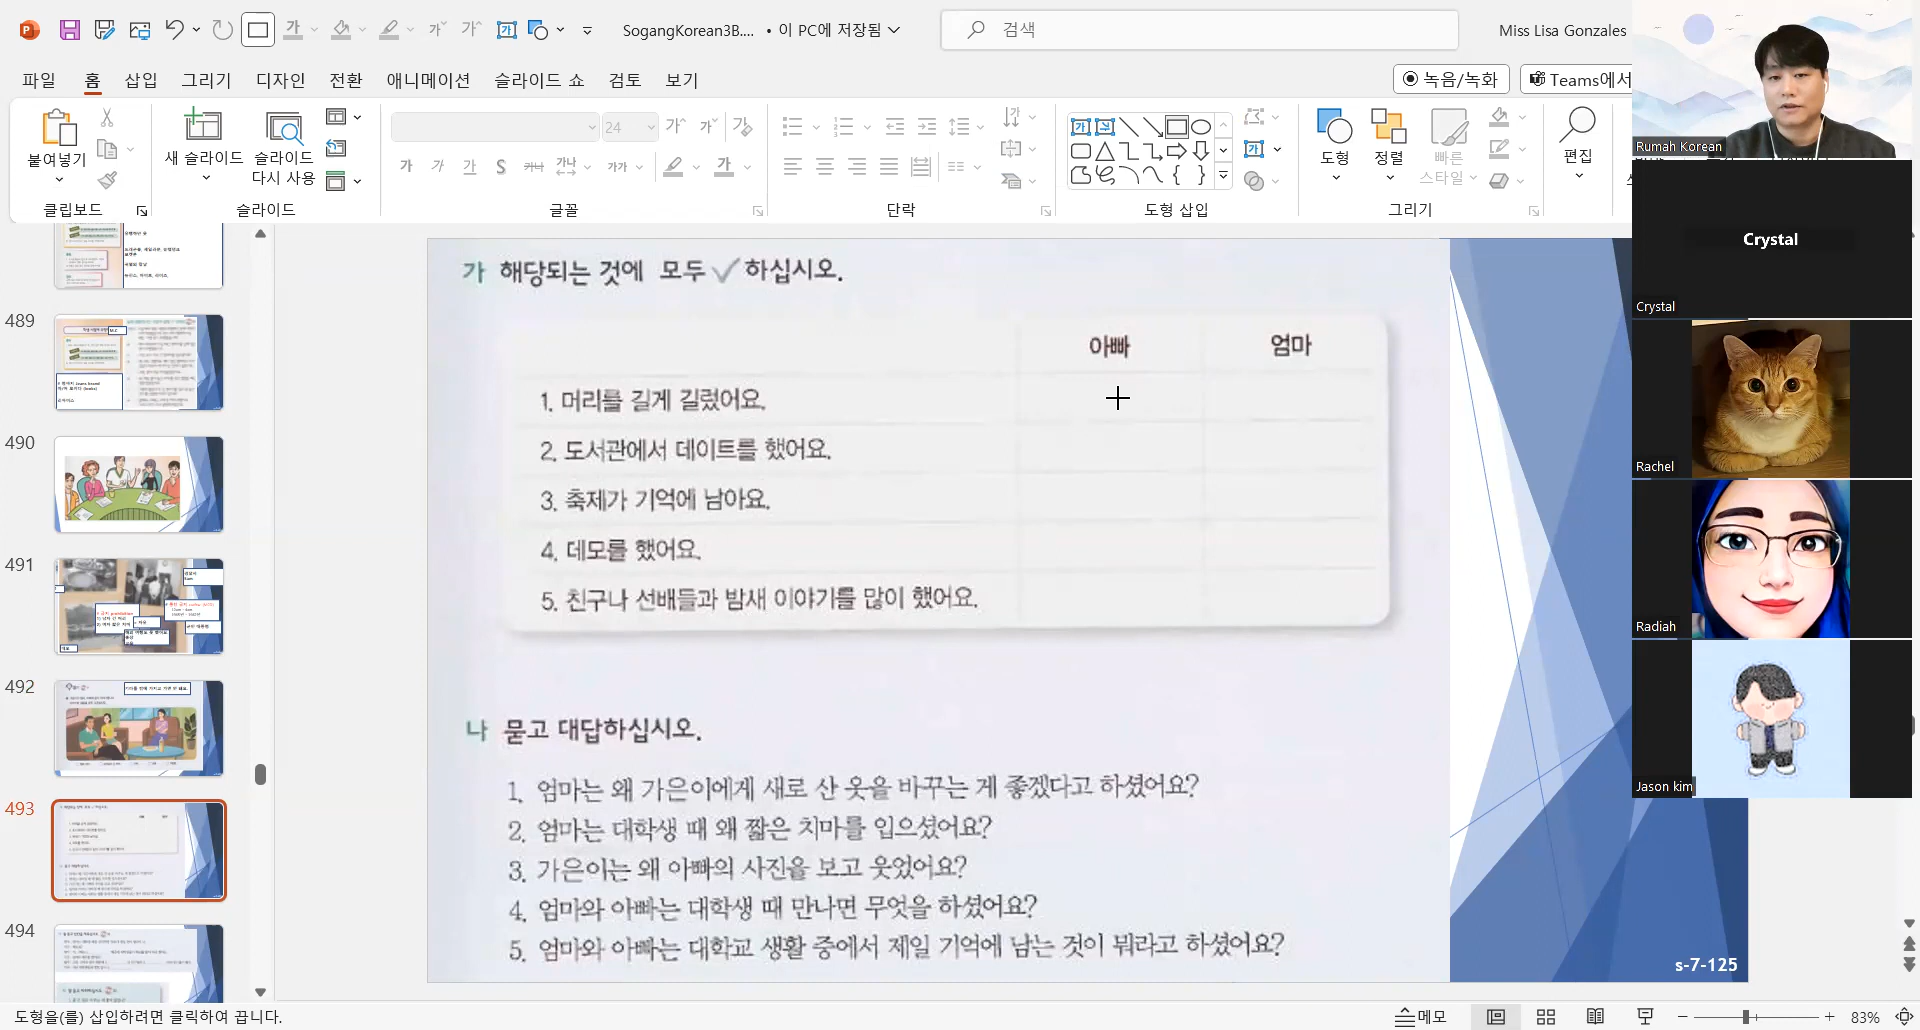 SogangKorean3B.... • 이 PC에 저장됨
검색
Miss Lisa Gonzales
파일 홈 삽입 그리기 디자인 전환 애니메이션 슬라이드 쇼 검토 보기
녹음/녹화
Teams에서
붙여넣기
클립보드
새 슬라이드
슬라이드
다시 사용
슬라이드
24
글꼴
단락
도형 삽입
도형
정렬
빠른
스타일
그리기
편집
489
490
491
492
493
494
가 해당되는 것에 모두 ✓ 하십시오.
아빠 엄마
1. 머리를 길게 길렀어요.
2. 도서관에서 데이트를 했어요.
3. 축제가 기억에 남아요.
4. 데모를 했어요.
5. 친구나 선배들과 밤새 이야기를 많이 했어요.
나 묻고 대답하십시오.
1. 엄마는 왜 가은이에게 새로 산 옷을 바꾸는 게 좋겠다고 하셨어요?
2. 엄마는 대학생 때 왜 짧은 치마를 입으셨어요?
3. 가은이는 왜 아빠의 사진을 보고 웃었어요?
4. 엄마와 아빠는 대학생 때 만나면 무엇을 하셨어요?
5. 엄마와 아빠는 대학교 생활 중에서 제일 기억에 남는 것이 뭐라고 하셨어요?
s-7-125
Rumah Korean
Crystal
Crystal
Rachel
Radiah
Jason kim
도형을(를) 삽입하려면 클릭하여 끕니다.
메모
83%